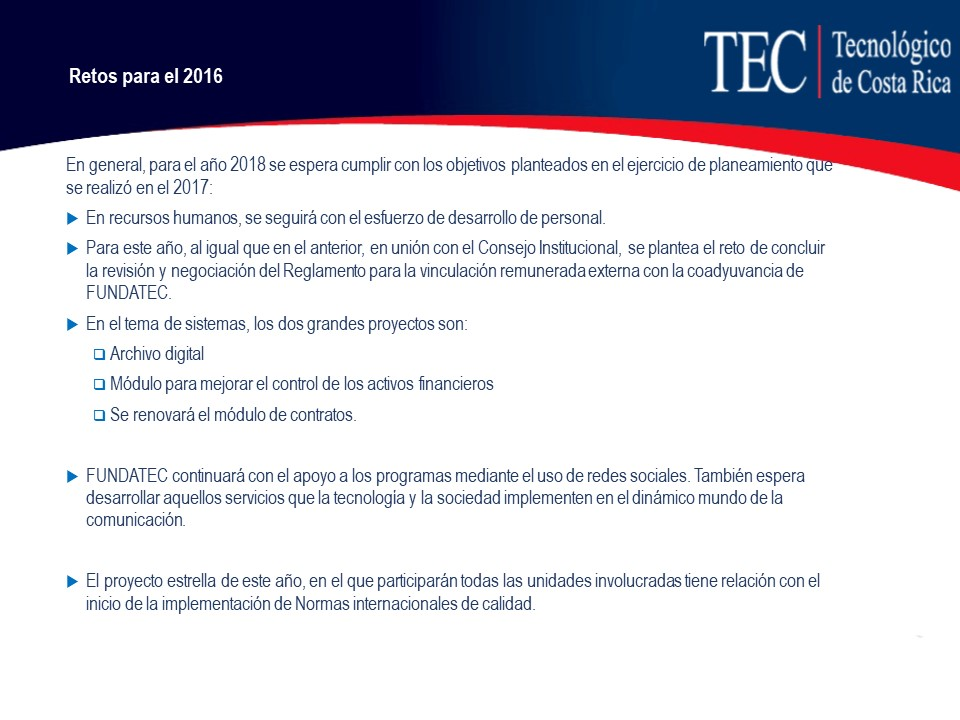 Retos para el 2016
TEC | Tecnológico
de Costa Rica
En general, para el año 2018 se espera cumplir con los objetivos planteados en el ejercicio de planeamiento que
se realizó en el 2017:
En recursos humanos, se seguirá con el esfuerzo de desarrollo de personal.
Para este año, al igual que en el anterior, en unión con el Consejo Institucional, se plantea el reto de concluir
la revisión y negociación del Reglamento para la vinculación remunerada externa con la coadyuvancia de
FUNDATEC.
En el tema de sistemas, los dos grandes proyectos son:
Archivo digital
Módulo para mejorar el control de los activos financieros
Se renovará el módulo de contratos.
FUNDATEC continuará con el apoyo a los programas mediante el uso de redes sociales. También espera
desarrollar aquellos servicios que la tecnología y la sociedad implementen en el dinámico mundo de la
comunicación.
El proyecto estrella de este año, en el que participarán todas las unidades involucradas tiene relación con el
inicio de la implementación de Normas internacionales de calidad.